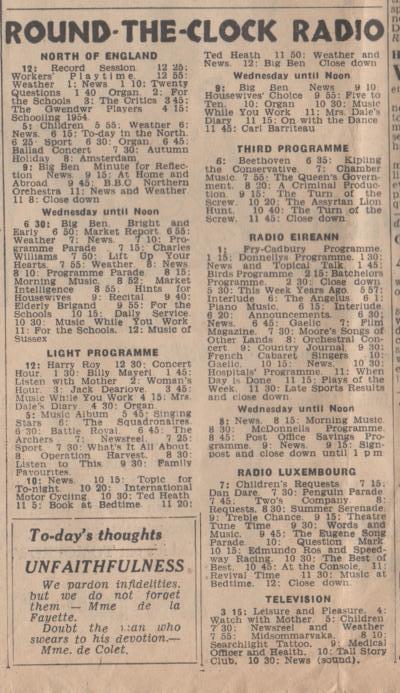 ROUND-THE-CLOCK RADIO
NORTH OF ENGLAND
12: Record Session. 12 25:
Workers' Playtime. 12 55:
Weather 1: News 1 10: Twenty
Questions 1 40 Organ. 2: For
the Schools 3: The Critics 3 45:
The Gwendwr Players 4 15:
Schooling 1954.
5: Children 5 55: Weather 6:
News. 6 15: To-day in the North.
6 25: Sport 6 30: Organ 6 45:
Ballad Concert 7 30: Autumn
Holiday 8: Amsterdam
9: Big Ben Minute for Reflec-
tion News. 9 15: At Home and
Abroad 9 45: B.B.C Northern
Orchestra 11: News and Weather
11 8: Close down
Wednesday until Noon
6 30: Big Ben. Bright and
Early 6 50: Market Report 6 55:
Weather 7: News. 7 10: Pro-
gramme Parade 7 15: Charles
Williams 7 50: Lift Up Your
Hearts. 7 55: Weather. 8: News.
8 10: Programme Parade. 8 15:
Morning Music. 8 52: Market
Intelligence 8 55: Hints for
Housewives 9: Recital 9 40:
Elderly Brigand 9 55: For the
Schools 10 15: Daily Service.
10 30: Music While You Work
11: For the Schools. 12: Music of
Sussex
LIGHT PROGRAMME
12: Harry Roy 12 30: Concert
Hour. 1 30: Billy Mayerl 1 45:
Listen with Mother 2: Woman's
Hour. 3: Jack Dearlove. 3 45:
Music While You Work 4 15: Mrs.
Dale's Diary 4 30: Organ.
5: Music Album 5 45: Singing
Stars 6: The Squadronaires
6 30: Battle Royal. 6 45: The
Archers 7: Newsreel. 7 25:
Sport 7 30: What's It All About.
8 Operation Harvest. 8 30:
Listen to This. 9 30: Family
Favourites.
10: News. 10 15: Topic for
To-night. 10 20: International
Motor Cycling. 10 30: Ted Heath
11 5: Book at Bedtime. 11 20:
To-day's thoughts
UNFAITHFULNESS
We pardon infidelities,
but we do not forget
them — Mme de la
Fayette.
Doubt the man who
swears to his devotion.—
Mme. de Colet.
Ted Heath 11 50: Weather and
News. 12: Big Ben Close down
Wednesday until Noon
9: Big Ben News 9 10
Housewives' Choice 9 55: Five to
Ten. 10: Organ 10 30: Music
While You Work 11: Mrs. Dale's
Diary 11 15: On with the Dance
11 45: Carl Barriteau
THIRD PROGRAMME
6: Beethoven 6 35: Kipling
the Conservative 7: Chamber
Music. 7 55: The Queen's Govern-
ment. 8 20: A Criminal Produc-
tion 9 15: The Turn of the
Screw. 10 20: The Assyrian Lion
Hunt. 10 40: The Turn of the
Screw. 11 45: Close down.
RADIO EIREANN
1: Fry-Cadbury Programme.
1 15: Donnellys Programme. 1 30:
News and Topical Talk. 1 45:
Birds Programme 2 15: Batchelors
Programme 2 30: Close down
5 30: This Week Years Ago. 5 57:
Interlude 6: The Angelus 6 1:
Piano Music. 6 15: Interlude.
6 20: Announcements. 6 30:
News. 6 45: Gaelic 7: Film
Magazine. 7 30: Moore's Songs of
Other Lands 8: Orchestral Con-
cert 9: Country Journal. 9 30:
French Cabaret Singers 10:
Gaelic. 10 15: News. 10 30:
Hospitals' Programme. 11: When
Day is Done 11 15: Plays of the
Week. 11 30: Late Sports Results
and close down.
Wednesday until Noon
8: News. 8 15: Morning Music.
8 30: McDonnells Programme.
8 45: Post Office Savings Pro-
gramme. 9: News. 9 15: Sign-
post and close down until 1 p m
RADIO LUXEMBOURG
7: Children's Requests 7 15:
Dan Dare. 7 30: Penguin Parade
7 45: Two's Company 8:
Requests. 8 30: Summer Serenade
9: Treble Chance. 9 15: Theatre
Tune Time 9 30: Words and
Music. 9 45: The Eugene Song
Parade. 10: Question Mark
10 15: Edmundo Ros and Speed-
way Racing. 10 30: The Best of
Best. 10 45: At the Console. 11:
Revival Time 11 30: Music at
Bedtime. 12: Close down.
TELEVISION
3 15: Leisure and Pleasure. 4:
Watch with Mother. 5: Children
7 30: Newsreel and Weather
7 55: Midsommarvaka. 8 10:
Searchlight Tattoo. 9: Medical
Officer and Health. 10: Tall Story
Club. 10 30: News (sound).